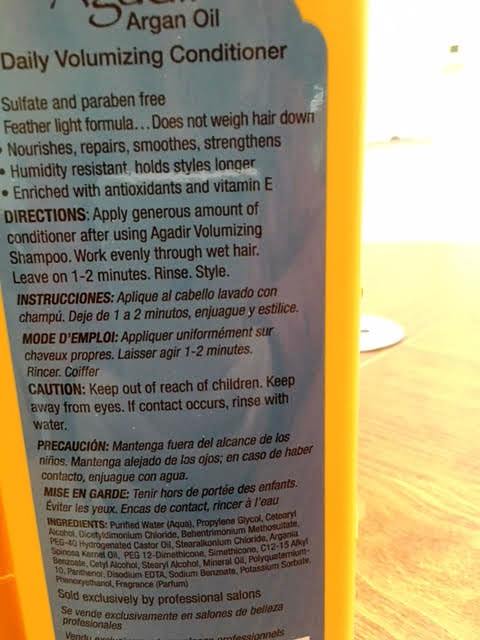 Agadir
Argan Oil
Daily Volumizing Conditioner
Sulfate and paraben free
Feather light formula...Does not weigh hair down
• Nourishes, repairs, smoothes, strengthens
• Humidity resistant, holds styles longer
• Enriched with antioxidants and vitamin E
DIRECTIONS: Apply generous amount of
conditioner after using Agadir Volumizing
Shampoo. Work evenly through wet hair.
Leave on 1-2 minutes. Rinse. Style.
INSTRUCCIONES: Aplique al cabello lavado con
champú. Deje de 1 a 2 minutos, enjuague y estilice.
MODE D'EMPLOI: Appliquer uniformément sur
cheveux propres. Laisser agir 1-2 minutes.
Rincer. Coiffer
CAUTION: Keep out of reach of children. Keep
away from eyes. If contact occurs, rinse with
water.
PRECAUCIÓN: Mantenga fuera del alcance de los
niños. Mantenga alejado de los ojos; en caso de haber
contacto, enjuague con agua.
MISE EN GARDE: Tenir hors de portée des enfants.
Éviter les yeux. Encas de contact, rincer à l'eau
INGREDIENTS: Purified Water (Aqua), Propylene Glycol, Cetearyl
Alcohol, Dicetyldimonium Chloride, Behentrimonium Methosulfate,
PEG-40 Hydrogenated Castor Oil, Stearalkonium Chloride, Argania
Spinosa Kernel Oil, PEG 12-Dimethicone, Simethicone, C12-15 Alkyl
Benzoate, Cetyl Alcohol, Stearyl Alcohol, Mineral Oil, Polyquaternium-
10, Panthenol, Disodium EDTA, Sodium Benzoate, Potassium Sorbate,
Phenoxyethanol, Fragrance (Parfum)
Sold exclusively by professional salons
Se vende exclusivamente en salones de belleza
profesionales
Vendu professionnels